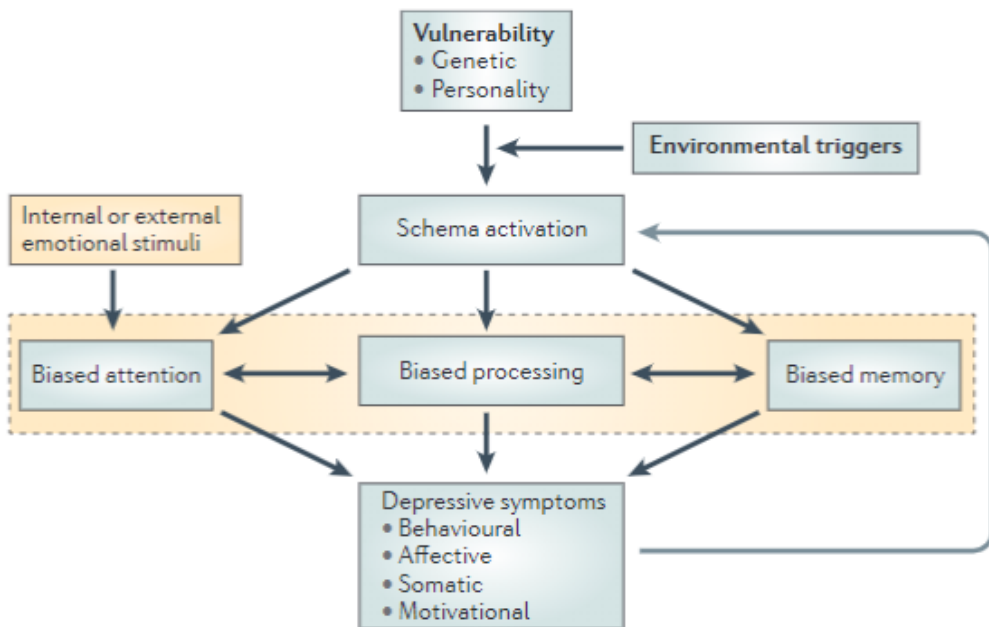 Vulnerability
• Genetic
• Personality
Environmental triggers
Internal or external
emotional stimuli
Schema activation
Biased attention
Biased processing
Biased memory
Depressive symptoms
• Behavioural
• Affective
• Somatic
• Motivational